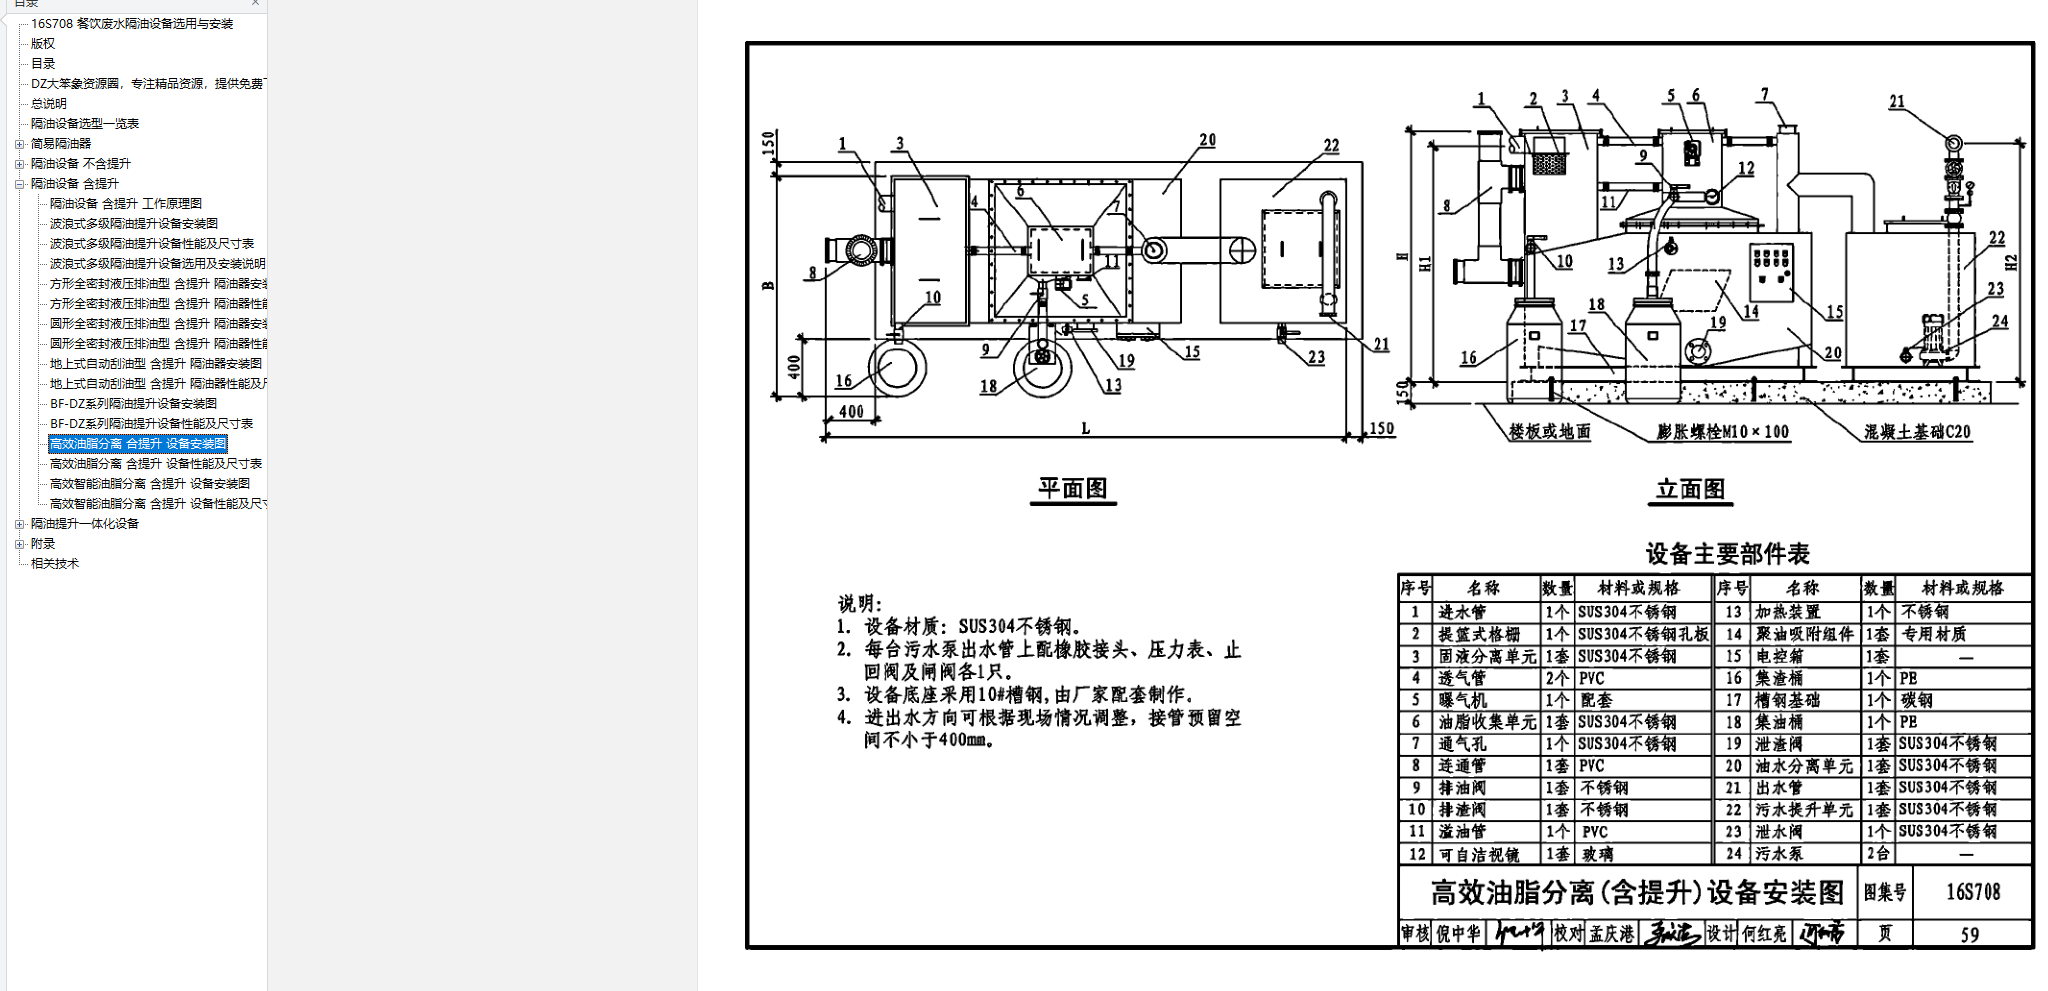 目录
16S708 餐饮废水隔油设备选用与安装
版权
目录
DZ大笨象资源圈，专注精品资源，提供免费
总说明
隔油设备选型一览表
简易隔油器
隔油设备 不含提升
隔油设备 含提升
隔油设备 含提升 工作原理图
波浪式多级隔油提升设备安装图
波浪式多级隔油提升设备性能及尺寸表
波浪式多级隔油提升设备选用及安装说明
方形全密封液压排油型 含提升 隔油器安装
方形全密封液压排油型 含提升 隔油器性能
圆形全密封液压排油型 含提升 隔油器安装
圆形全密封液压排油型 含提升 隔油器性能
地上式自动刮油型 含提升 隔油器安装图
地上式自动刮油型 含提升 隔油器性能及尺
BF-DZ系列隔油提升设备安装图
BF-DZ系列隔油提升设备性能及尺寸表
高效油脂分离 含提升 设备安装图
高效油脂分离 含提升 设备性能及尺寸表
高效智能油脂分离 含提升 设备安装图
高效智能油脂分离 含提升 设备性能及尺寸
隔油提升一体化设备
附录
相关技术
150 1 3 20 22
4 6 7
B 8 11
10 5
9 15 21
400 16 18 19 13 23
400 L 150
平面图
1 2 3 4 5 6 7 21
9 12
8 11
H H1 10 13 22 H2
18 14 15 23
16 17 19 20 24
150
楼板或地面 膨胀螺栓M10×100 混凝土基础C20
立面图
说明:
1. 设备材质: SUS304不锈钢。
2. 每台污水泵出水管上配橡胶接头、压力表、止
回阀及闸阀各1只。
3. 设备底座采用10#槽钢,由厂家配套制作。
4. 进出水方向可根据现场情况调整, 接管预留空
间不小于400mm。
设备主要部件表
序号 名称 数量 材料或规格 序号 名称 数量 材料或规格
1 进水管 1个 SUS304不锈钢 13 加热装置 1个 不锈钢
2 提篮式格栅 1个 SUS304不锈钢孔板 14 聚油吸附组件 1套 专用材质
3 固液分离单元 1套 SUS304不锈钢 15 电控箱 1套 —
4 透气管 2个 PVC 16 集渣桶 1个 PE
5 曝气机 1个 配套 17 槽钢基础 1个 碳钢
6 油脂收集单元 1套 SUS304不锈钢 18 集油桶 1个 PE
7 通气孔 1个 SUS304不锈钢 19 泄渣阀 1套 SUS304不锈钢
8 连通管 1套 PVC 20 油水分离单元 1套 SUS304不锈钢
9 排油阀 1套 不锈钢 21 出水管 1套 SUS304不锈钢
10 排渣阀 1套 不锈钢 22 污水提升单元 1套 SUS304不锈钢
11 溢油管 1个 PVC 23 泄水阀 1个 SUS304不锈钢
12 可自洁视镜 1套 玻璃 24 污水泵 2台 —
高效油脂分离(含提升)设备安装图 图集号 16S708
审核 倪中华 校对 孟庆港 设计 何红亮 页 59